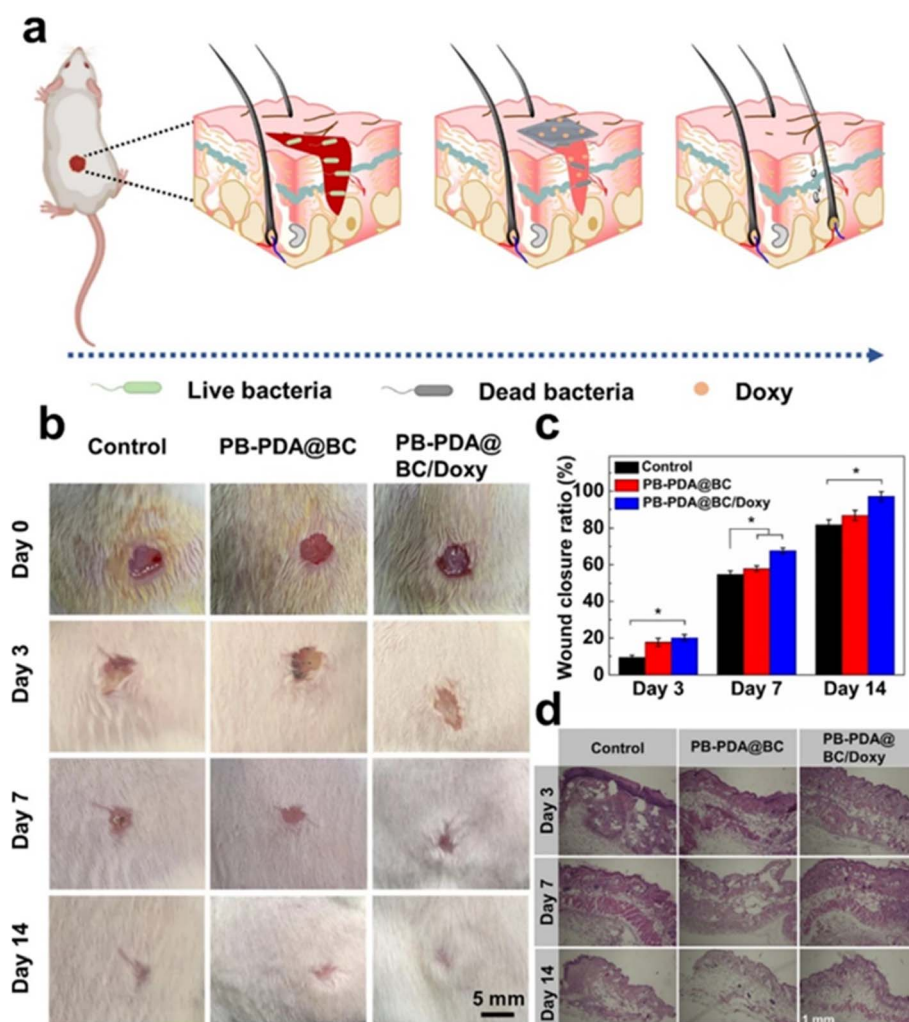 a
Live bacteria
Dead bacteria
Doxy
b
Control
PB-PDA@BC
PB-PDA@
BC/Doxy
Day 0
Day 3
Day 7
Day 14
5 mm
c
Wound closure ratio (%)
100
80
60
40
20
0
Control
PB-PDA@BC
PB-PDA@BC/Doxy
*
*
*
Day 3
Day 7
Day 14
d
Control
PB-PDA@BC
PB-PDA@
BC/Doxy
Day 3
Day 7
Day 14
1 mm